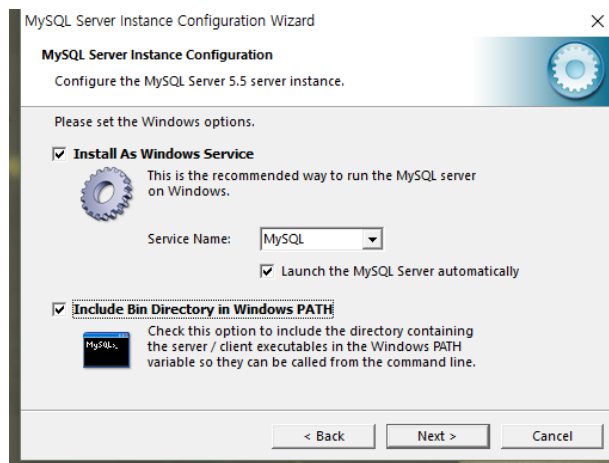 MySQL Server Instance Configuration Wizard
MySQL Server Instance Configuration
Configure the MySQL Server 5.5 server instance.
Please set the Windows options.
Install As Windows Service
This is the recommended way to run the MySQL server
on Windows.
Service Name: MySQL
Launch the MySQL Server automatically
Include Bin Directory in Windows PATH
MySQL>_
Check this option to include the directory containing
the server / client executables in the Windows PATH
variable so they can be called from the command line.
< Back Next > Cancel